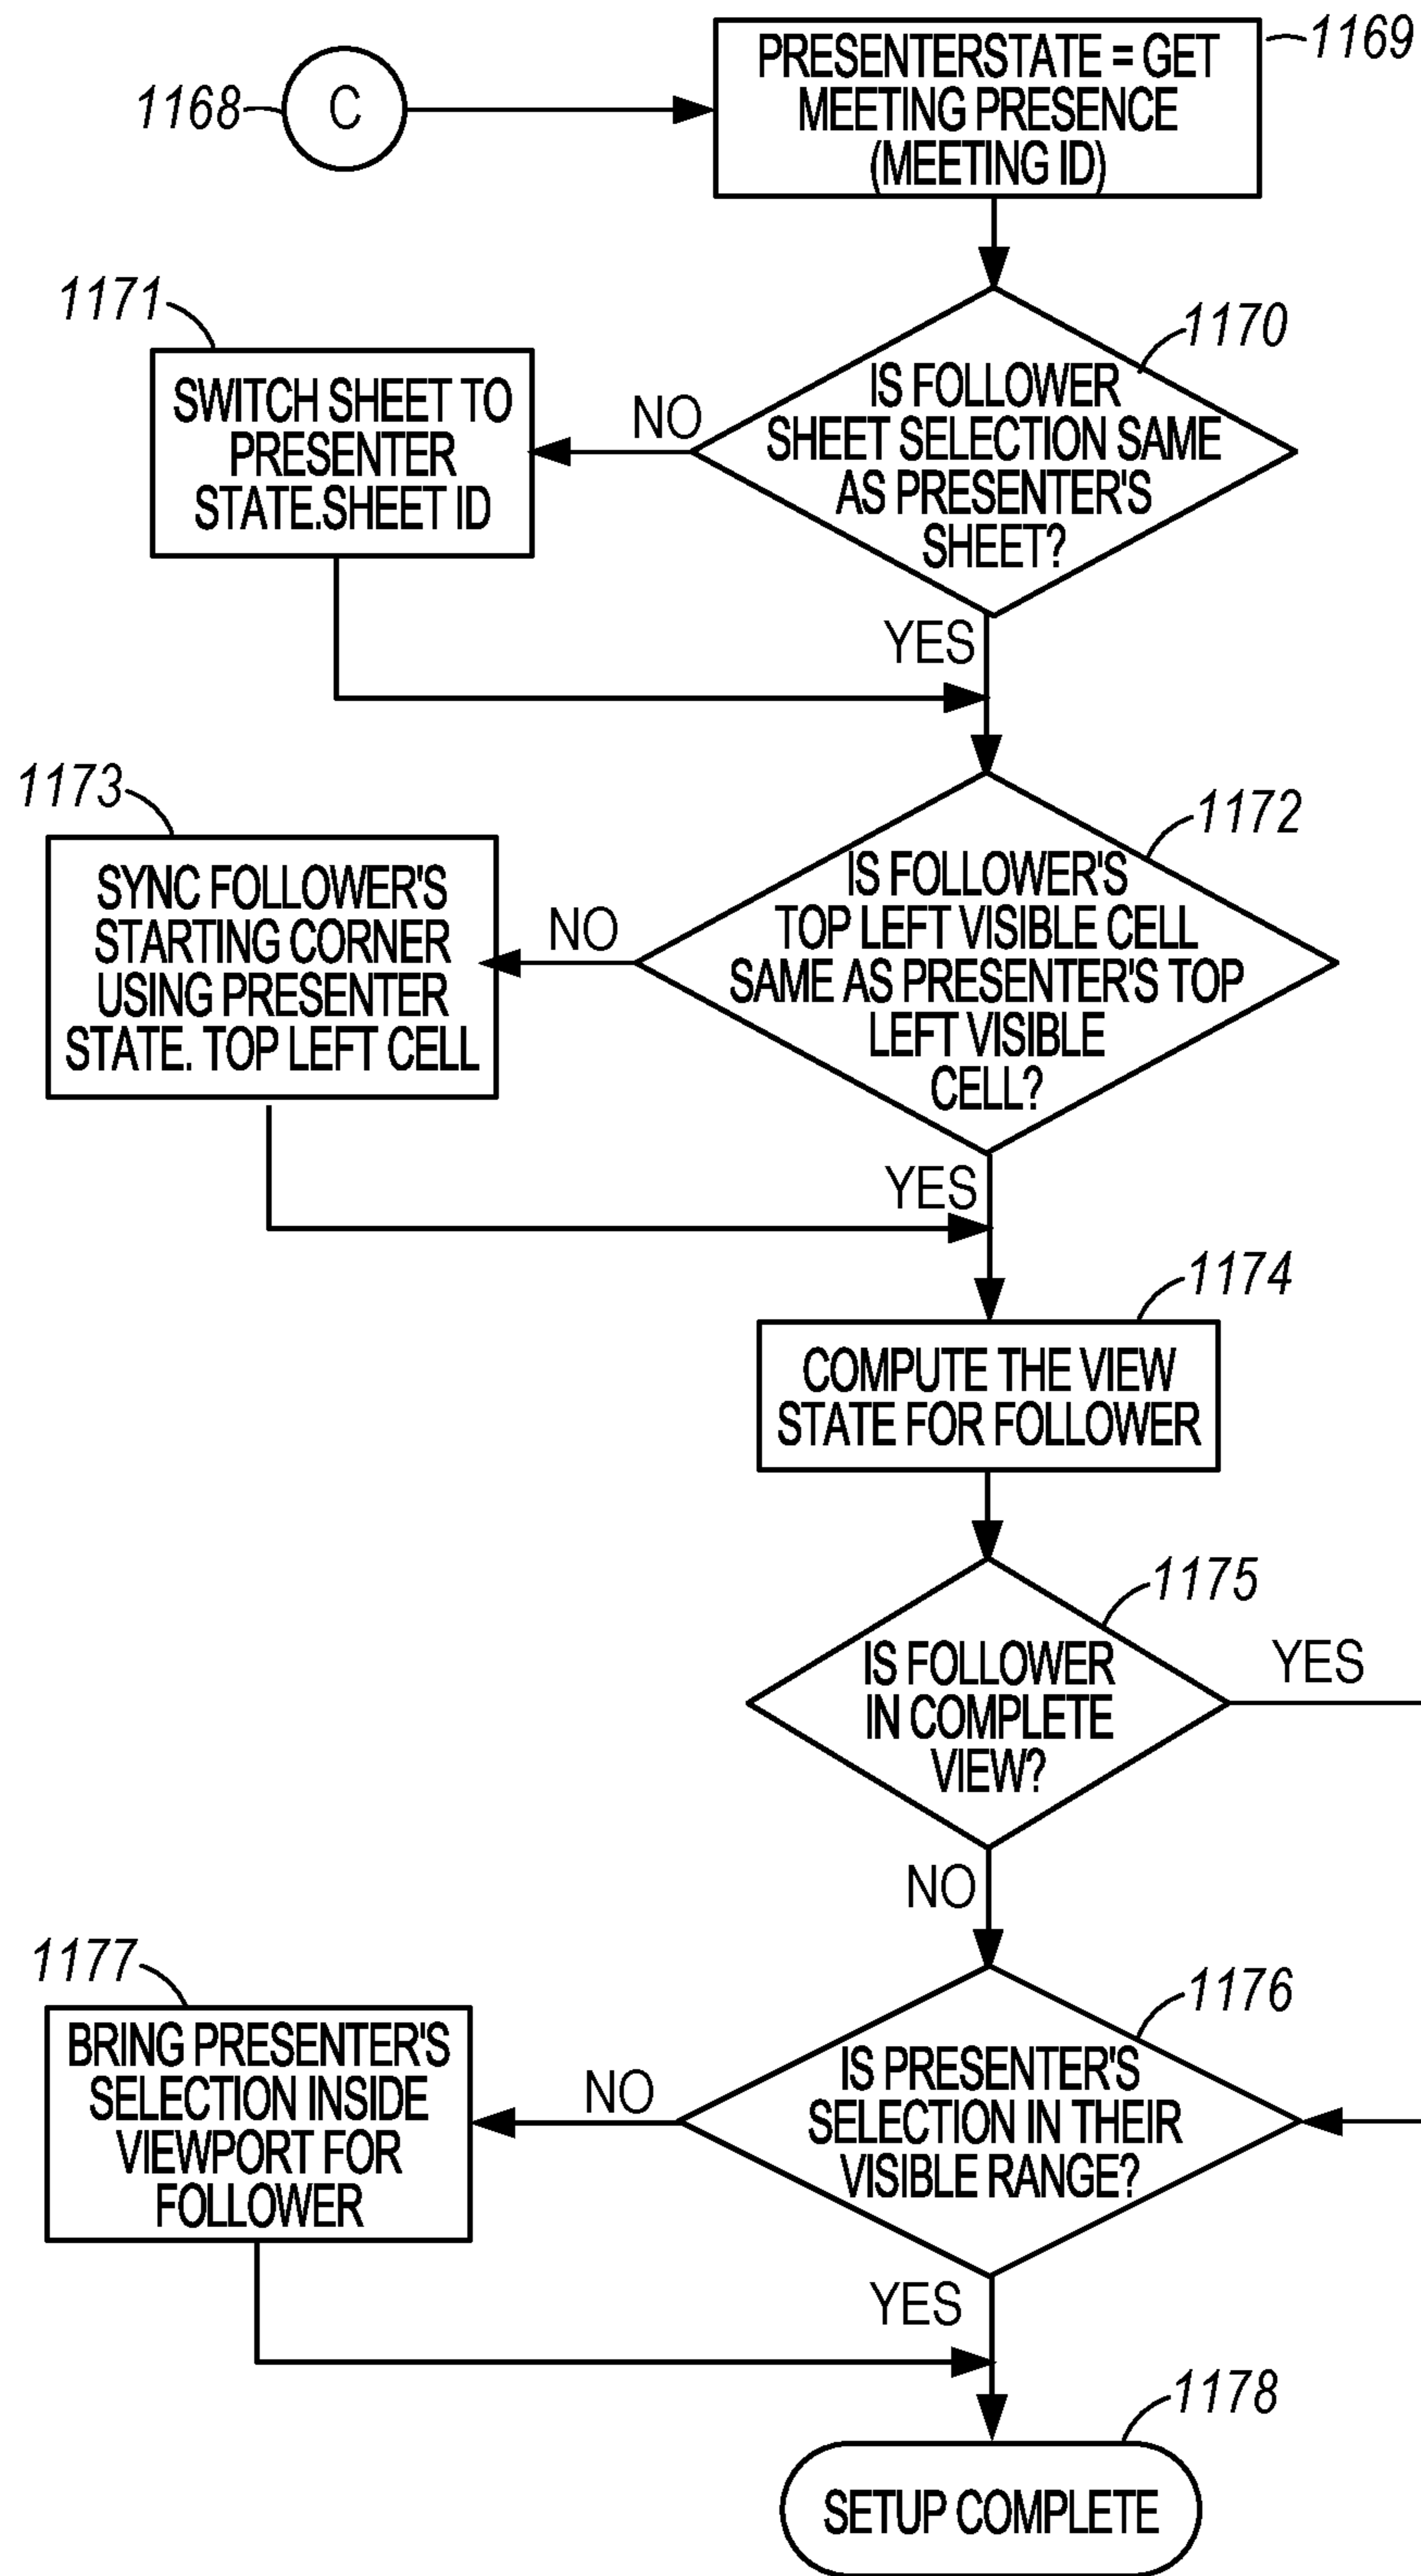 PRESENTERSTATE = GET
MEETING PRESENCE
(MEETING ID)
1169
1168
C
1171
SWITCH SHEET TO
PRESENTER
STATE.SHEET ID
NO
1170
IS FOLLOWER
SHEET SELECTION SAME
AS PRESENTER'S
SHEET?
YES
1173
SYNC FOLLOWER'S
STARTING CORNER
USING PRESENTER
STATE. TOP LEFT CELL
NO
1172
IS FOLLOWER'S
TOP LEFT VISIBLE CELL
SAME AS PRESENTER'S TOP
LEFT VISIBLE
CELL?
YES
1174
COMPUTE THE VIEW
STATE FOR FOLLOWER
1175
IS FOLLOWER
IN COMPLETE
VIEW?
YES
NO
1177
BRING PRESENTER'S
SELECTION INSIDE
VIEWPORT FOR
FOLLOWER
NO
1176
IS PRESENTER'S
SELECTION IN THEIR
VISIBLE RANGE?
YES
1178
SETUP COMPLETE